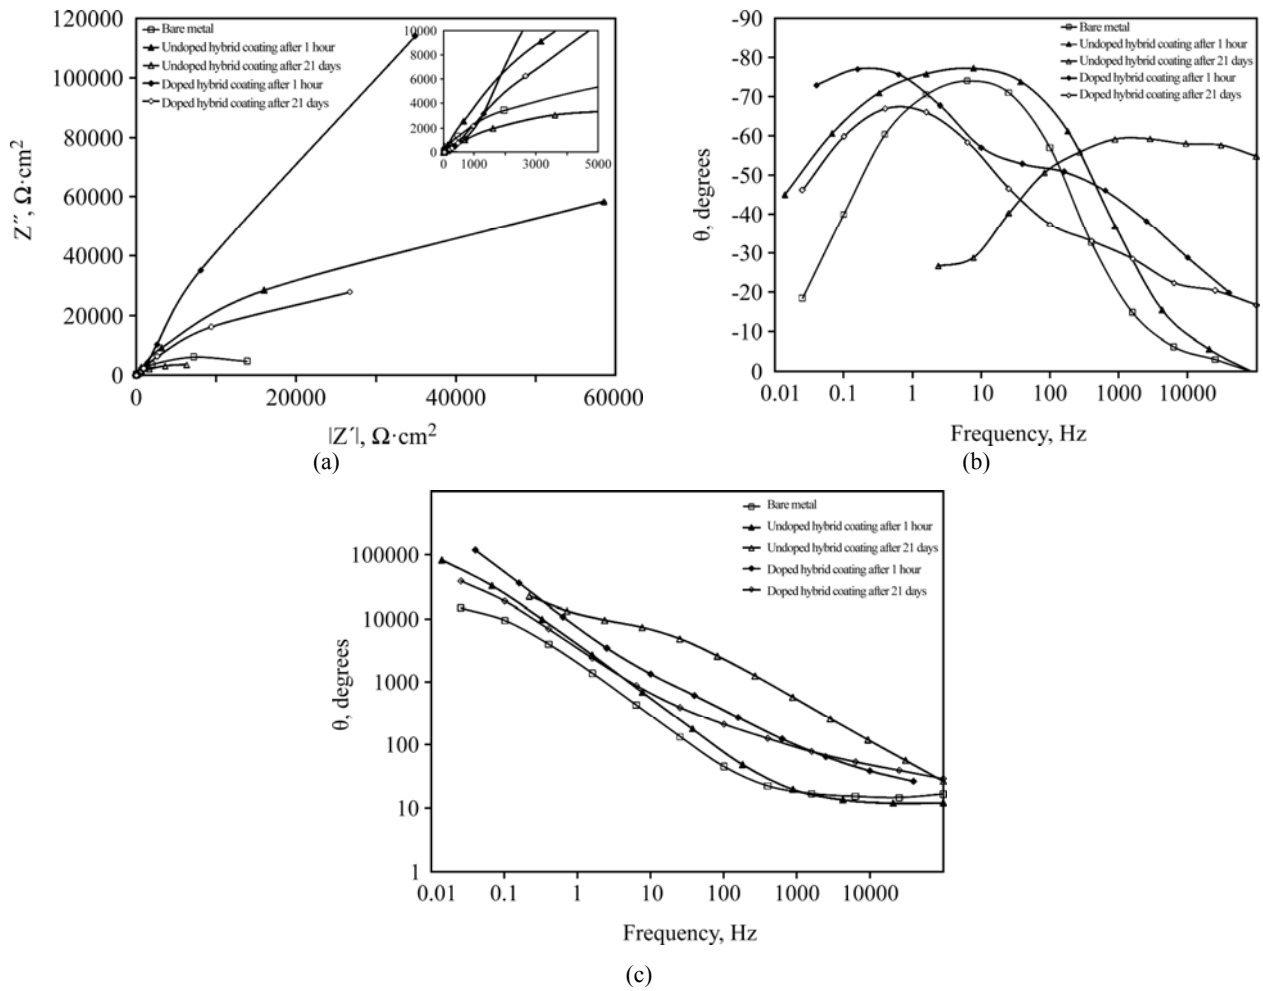 120000
100000
80000
60000
40000
20000
0
Z˝, Ω·cm²
Bare metal
Undoped hybrid coating after 1 hour
Undoped hybrid coating after 21 days
Doped hybrid coating after 1 hour
Doped hybrid coating after 21 days
10000
8000
6000
4000
2000
0
0
1000
3000
5000
0
20000
40000
60000
|Z´|, Ω·cm²
(a)
-90
-80
-70
-60
-50
-40
-30
-20
-10
0
θ, degrees
Bare metal
Undoped hybrid coating after 1 hour
Undoped hybrid coating after 21 days
Doped hybrid coating after 1 hour
Doped hybrid coating after 21 days
0.01
0.1
1
10
100
1000
10000
Frequency, Hz
(b)
100000
10000
1000
100
10
1
θ, degrees
Bare metal
Undoped hybrid coating after 1 hour
Undoped hybrid coating after 21 days
Doped hybrid coating after 1 hour
Doped hybrid coating after 21 days
0.01
0.1
1
10
100
1000
10000
Frequency, Hz
(c)